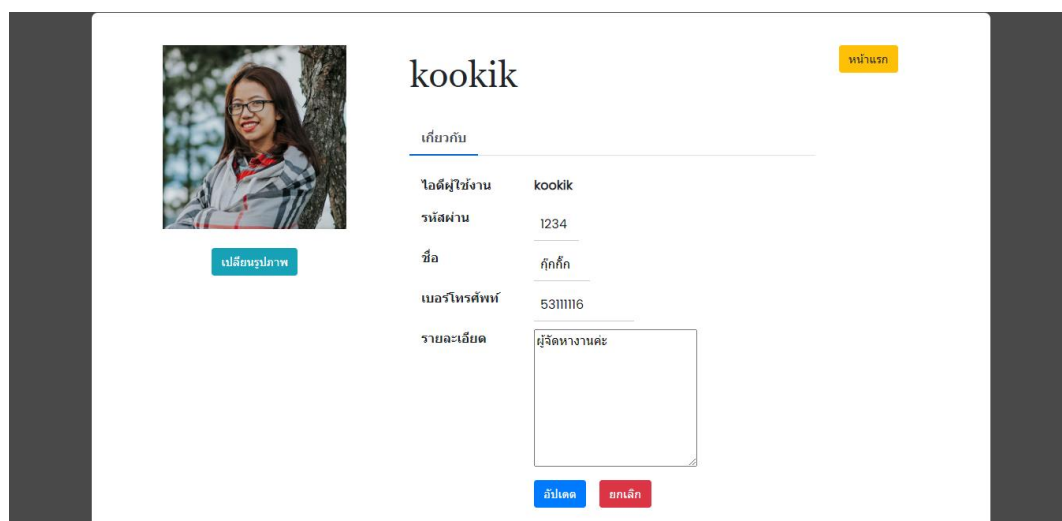 kookik
หน้าแรก
เกี่ยวกับ
ไอดีผู้ใช้งาน kookik
รหัสผ่าน 1234
เปลี่ยนรูปภาพ
ชื่อ กุ๊กกิ๊ก
เบอร์โทรศัพท์ 53111116
รายละเอียด ผู้จัดหางานค่ะ
อัปเดต ยกเลิก